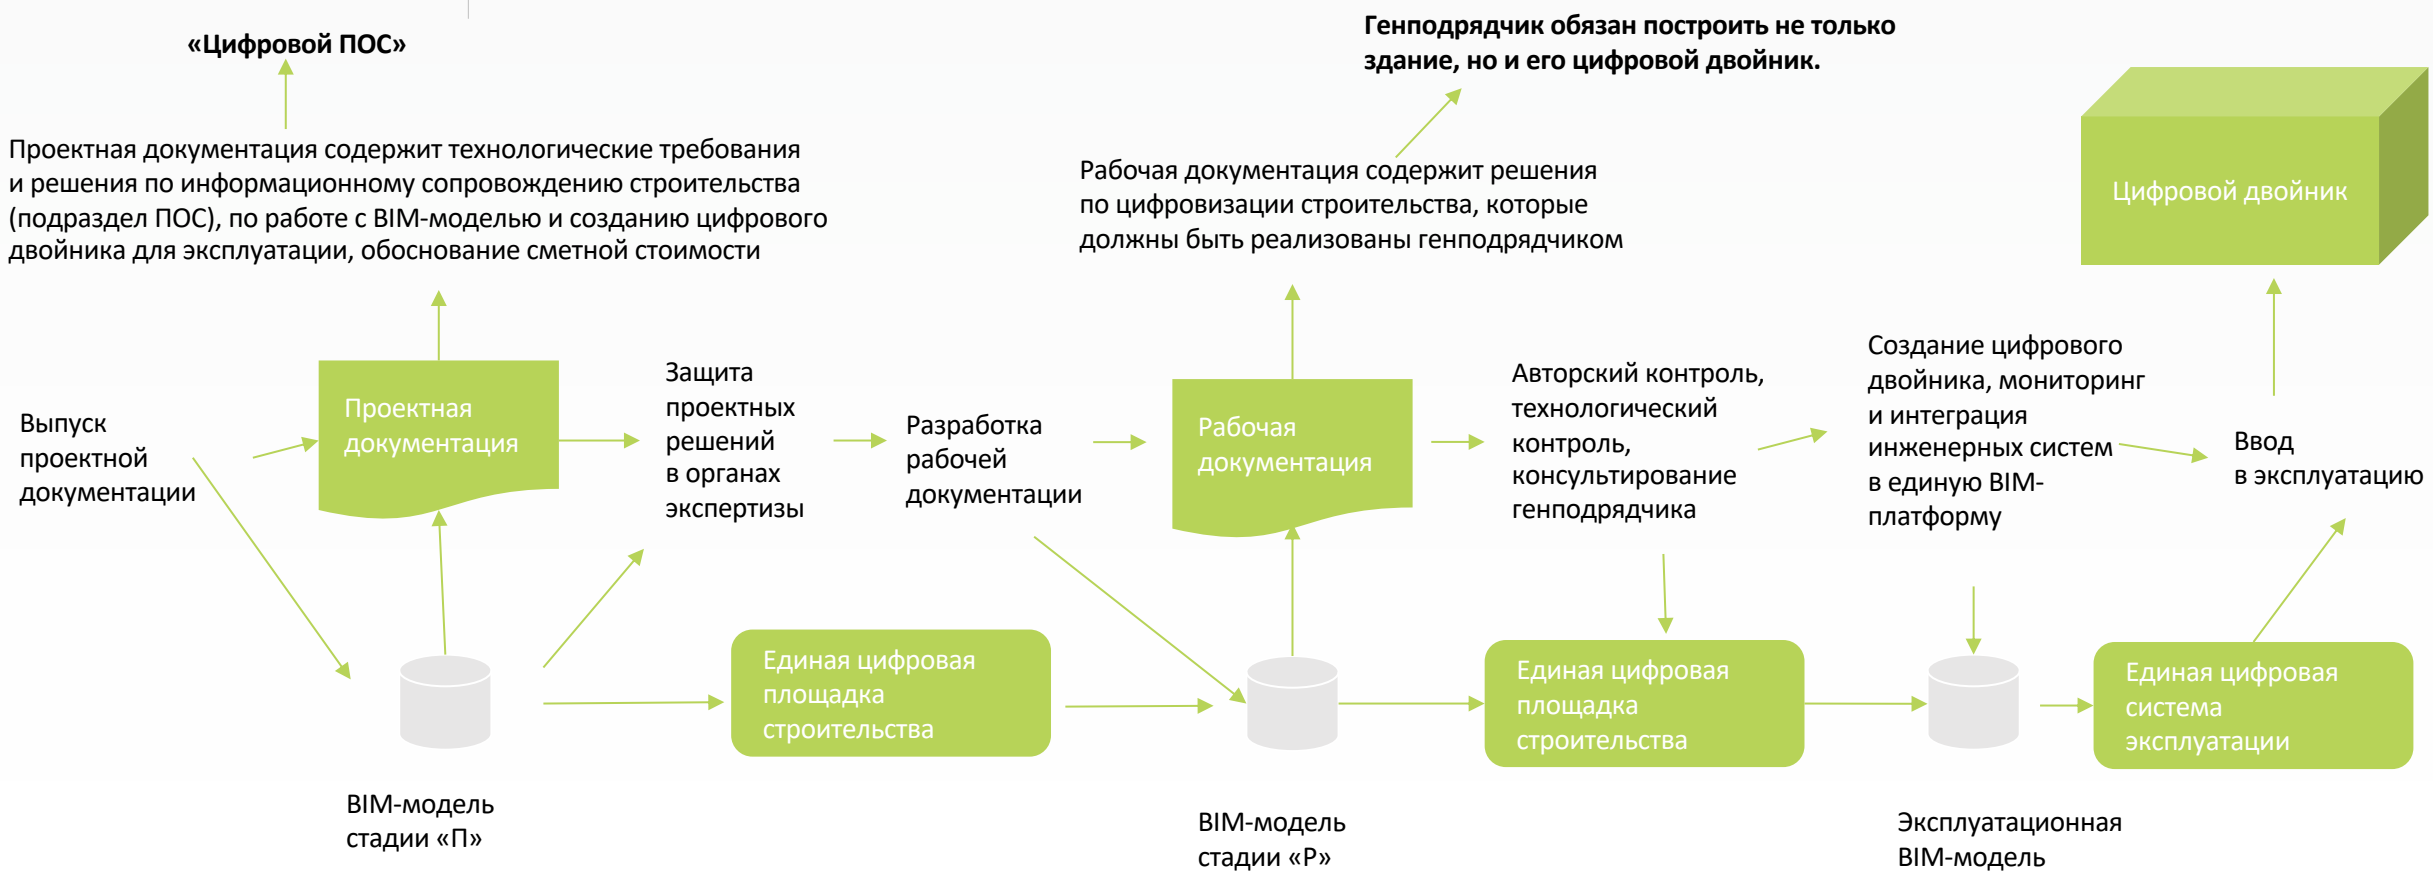 «Цифровой ПОС»
Генподрядчик обязан построить не только
здание, но и его цифровой двойник.
Проектная документация содержит технологические требования
и решения по информационному сопровождению строительства
(подраздел ПОС), по работе с BIM-моделью и созданию цифрового
двойника для эксплуатации, обоснование сметной стоимости
Рабочая документация содержит решения
по цифровизации строительства, которые
должны быть реализованы генподрядчиком
Цифровой двойник
Выпуск
проектной
документации
Проектная
документация
Защита
проектных
решений
в органах
экспертизы
Разработка
рабочей
документации
Рабочая
документация
Авторский контроль,
технологический
контроль,
консультирование
генподрядчика
Создание цифрового
двойника, мониторинг
и интеграция
инженерных систем
в единую BIM-
платформу
Ввод
в эксплуатацию
Единая цифровая
площадка
строительства
Единая цифровая
площадка
строительства
Единая цифровая
система
эксплуатации
BIM-модель
стадии «П»
BIM-модель
стадии «Р»
Эксплуатационная
BIM-модель